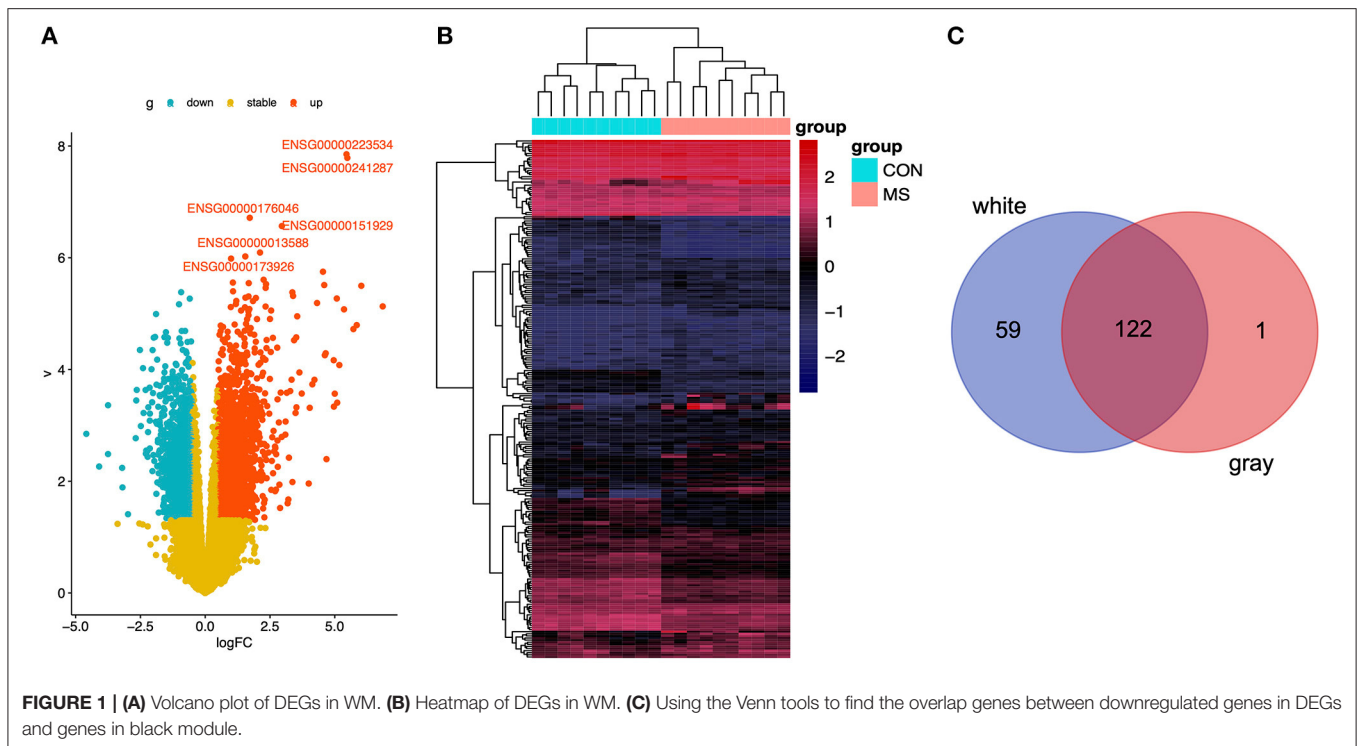 A
g down stable up
8
6
4
2
0
v
ENSG00000223534
ENSG00000241287
ENSG00000176046
ENSG00000151929
ENSG00000013588
ENSG00000173926
−5.0 −2.5 0.0 2.5 5.0
logFC
B
group
2
1
0
−1
−2
group
CON
MS
C
white
59 122 1
gray
FIGURE 1 | (A) Volcano plot of DEGs in WM. (B) Heatmap of DEGs in WM. (C) Using the Venn tools to find the overlap genes between downregulated genes in DEGs
and genes in black module.